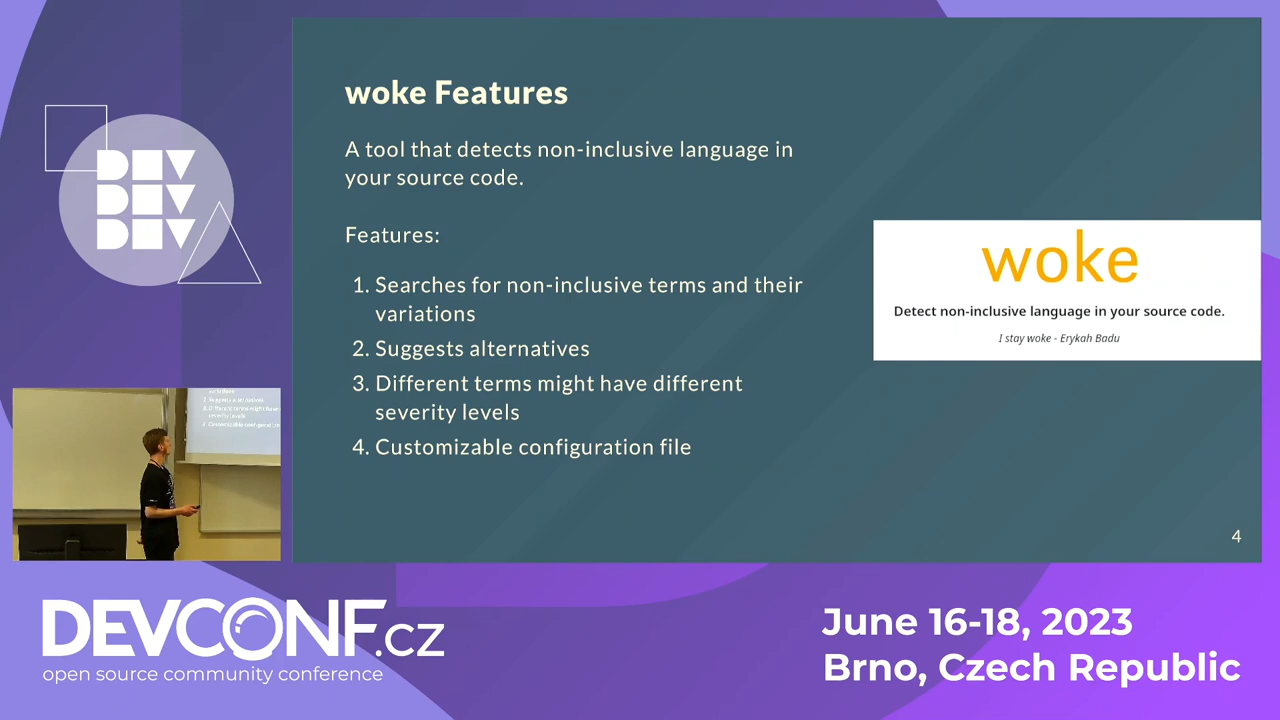 DEV
DEV
DEV
woke Features
A tool that detects non-inclusive language in
your source code.
Features:
1. Searches for non-inclusive terms and their
variations
2. Suggests alternatives
3. Different terms might have different
severity levels
4. Customizable configuration file
woke
Detect non-inclusive language in your source code.
I stay woke - Erykah Badu
4
DEVCONF.cz
open source community conference
June 16-18, 2023
Brno, Czech Republic